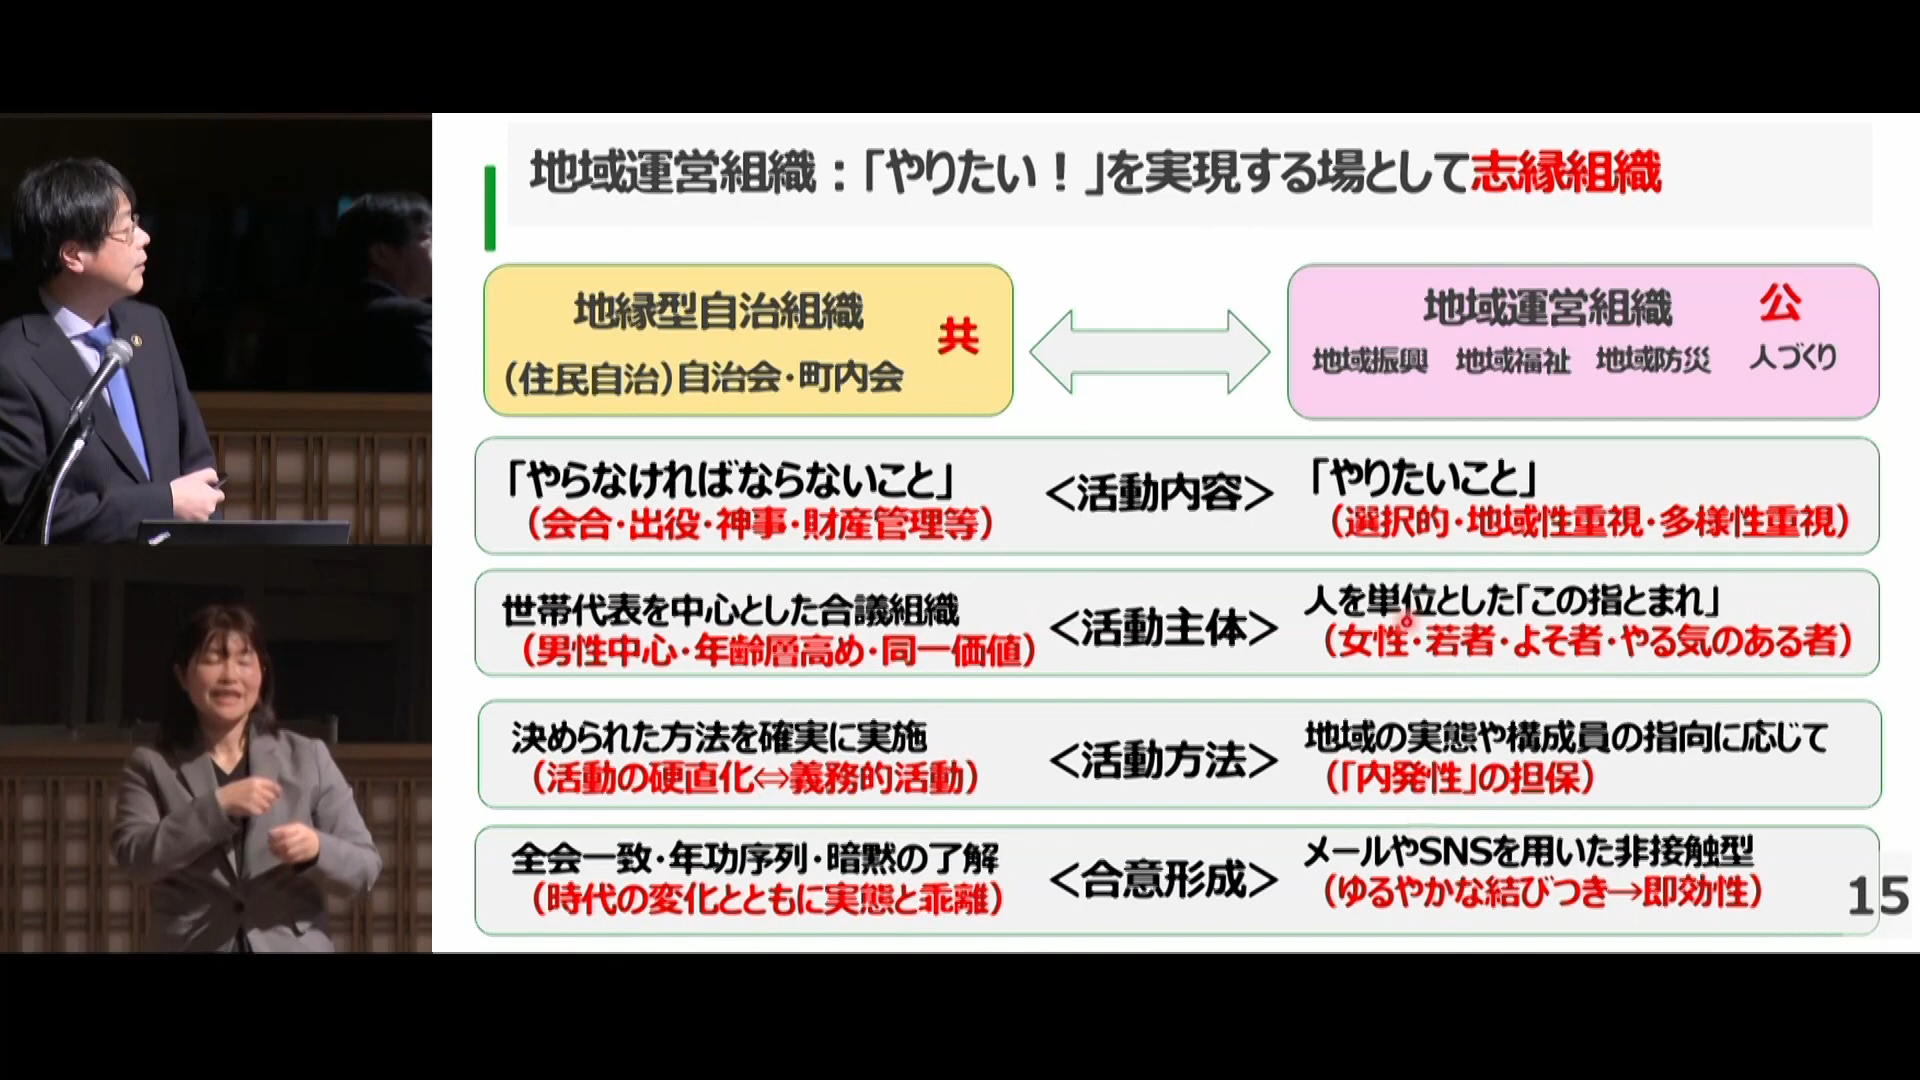 地域運営組織：「やりたい！」を実現する場として志縁組織
地縁型自治組織
共
（住民自治）自治会・町内会
地域運営組織 公
地域振興 地域福祉 地域防災 人づくり
「やらなければならないこと」
（会合・出役・神事・財産管理等）
＜活動内容＞
「やりたいこと」
（選択的・地域性重視・多様性重視）
世帯代表を中心とした合議組織
（男性中心・年齢層高め・同一価値）
＜活動主体＞
人を単位とした「この指とまれ」
（女性・若者・よそ者・やる気のある者）
決められた方法を確実に実施
（活動の硬直化⇔義務的活動）
＜活動方法＞
地域の実態や構成員の指向に応じて
（「内発性」の担保）
全会一致・年功序列・暗黙の了解
（時代の変化とともに実態と乖離）
＜合意形成＞
メールやSNSを用いた非接触型
（ゆるやかな結びつき→即効性）
15